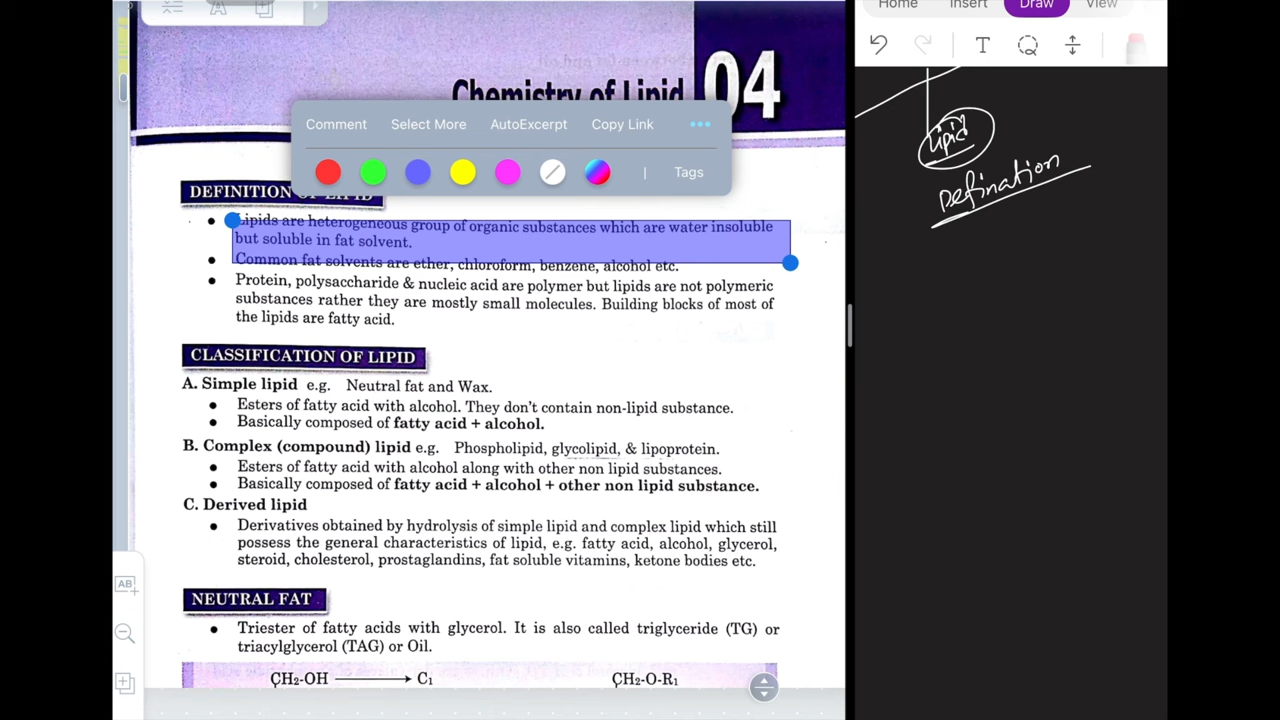 Home Insert Draw View
Chemistry of Lipid 04
Comment Select More AutoExcerpt Copy Link
Tags
DEFINITION OF LIPID
• Lipids are heterogeneous group of organic substances which are water insoluble
but soluble in fat solvent.
• Common fat solvents are ether, chloroform, benzene, alcohol etc.
• Protein, polysaccharide & nucleic acid are polymer but lipids are not polymeric
substances rather they are mostly small molecules. Building blocks of most of
the lipids are fatty acid.
CLASSIFICATION OF LIPID
A. Simple lipid e.g. Neutral fat and Wax.
• Esters of fatty acid with alcohol. They don't contain non-lipid substance.
• Basically composed of fatty acid + alcohol.
B. Complex (compound) lipid e.g. Phospholipid, glycolipid, & lipoprotein.
• Esters of fatty acid with alcohol along with other non lipid substances.
• Basically composed of fatty acid + alcohol + other non lipid substance.
C. Derived lipid
• Derivatives obtained by hydrolysis of simple lipid and complex lipid which still
possess the general characteristics of lipid, e.g. fatty acid, alcohol, glycerol,
steroid, cholesterol, prostaglandins, fat soluble vitamins, ketone bodies etc.
NEUTRAL FAT
• Triester of fatty acids with glycerol. It is also called triglyceride (TG) or
triacylglycerol (TAG) or Oil.
CH₂-OH ⟶ C₁ CH₂-O-R₁
AB
T
Lipid
Defination